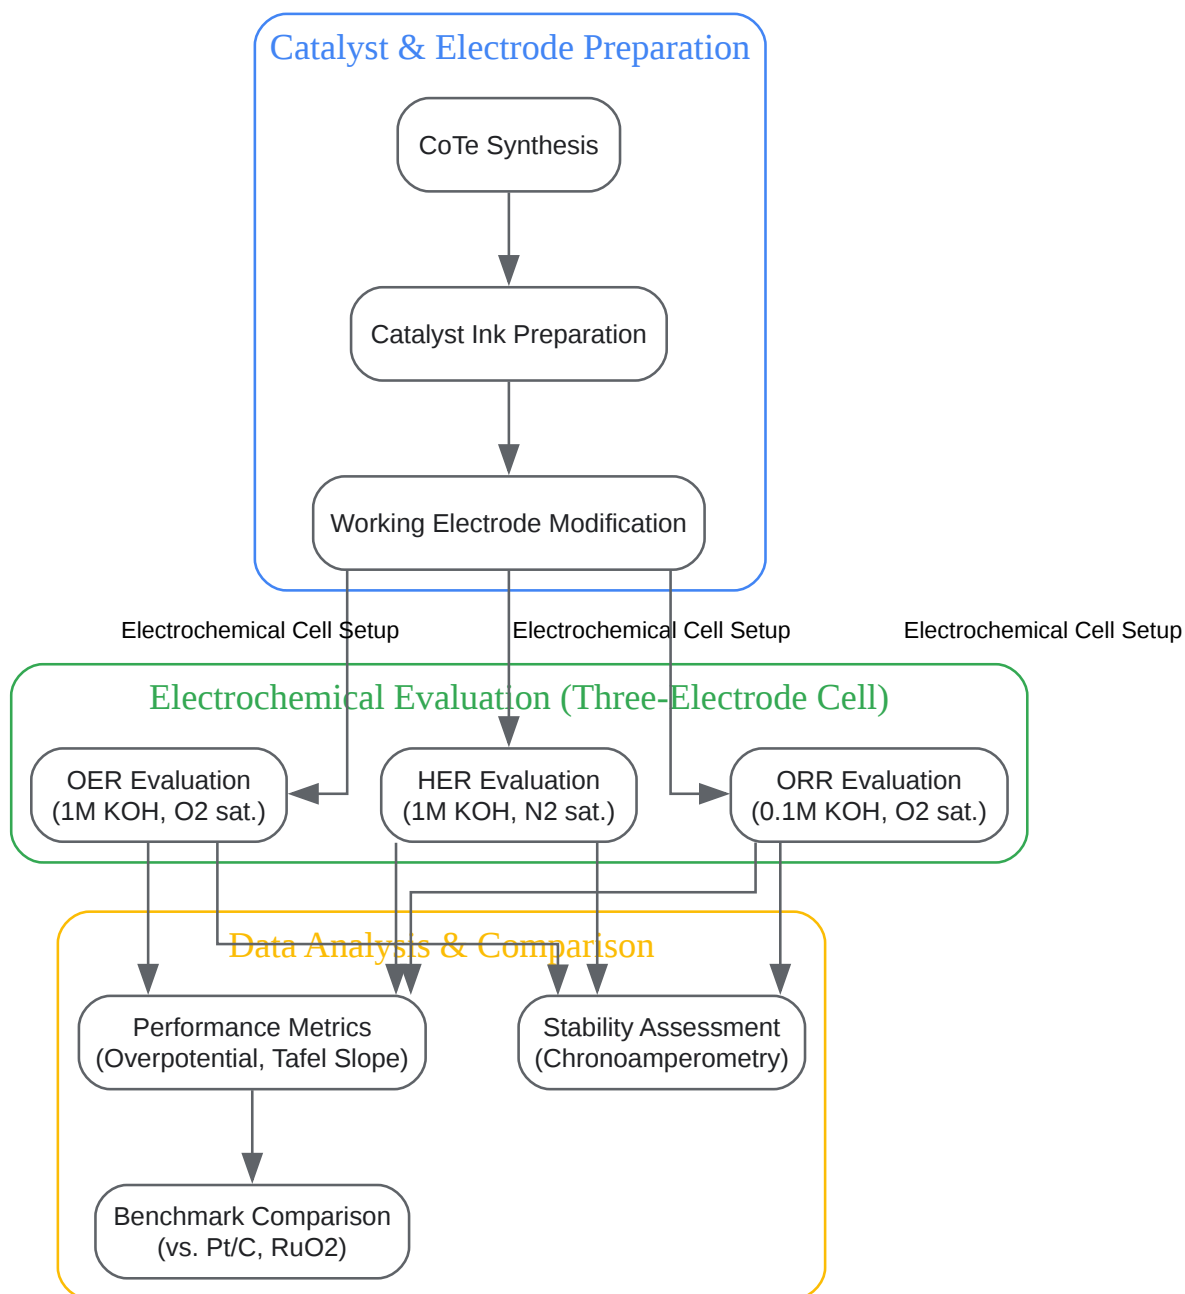 Catalyst & Electrode Preparation
CoTe Synthesis
Catalyst Ink Preparation
Working Electrode Modification
Electrochemical Cell Setup
Electrochemical Cell Setup
Electrochemical Cell Setup
Electrochemical Evaluation (Three-Electrode Cell)
OER Evaluation
(1M KOH, O2 sat.)
HER Evaluation
(1M KOH, N2 sat.)
ORR Evaluation
(0.1M KOH, O2 sat.)
Data Analysis & Comparison
Performance Metrics
(Overpotential, Tafel Slope)
Stability Assessment
(Chronoamperometry)
Benchmark Comparison
(vs. Pt/C, RuO2)